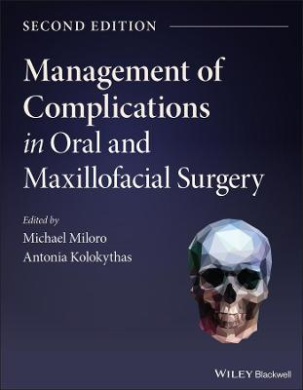 SECOND EDITION
Management of
Complications
in Oral and
Maxillofacial Surgery
Edited by
Michael Miloro
Antonia Kolokythas
WILEY Blackwell